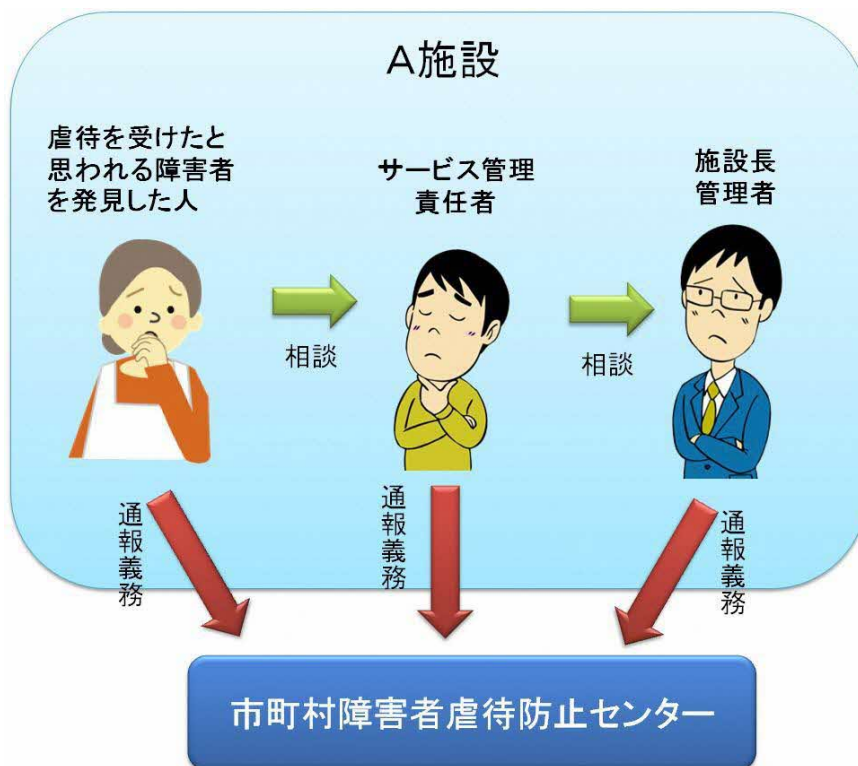 A施設
虐待を受けたと
思われる障害者
を発見した人
サービス管理
責任者
施設長
管理者
相談
相談
通報義務
通報義務
通報義務
市町村障害者虐待防止センター